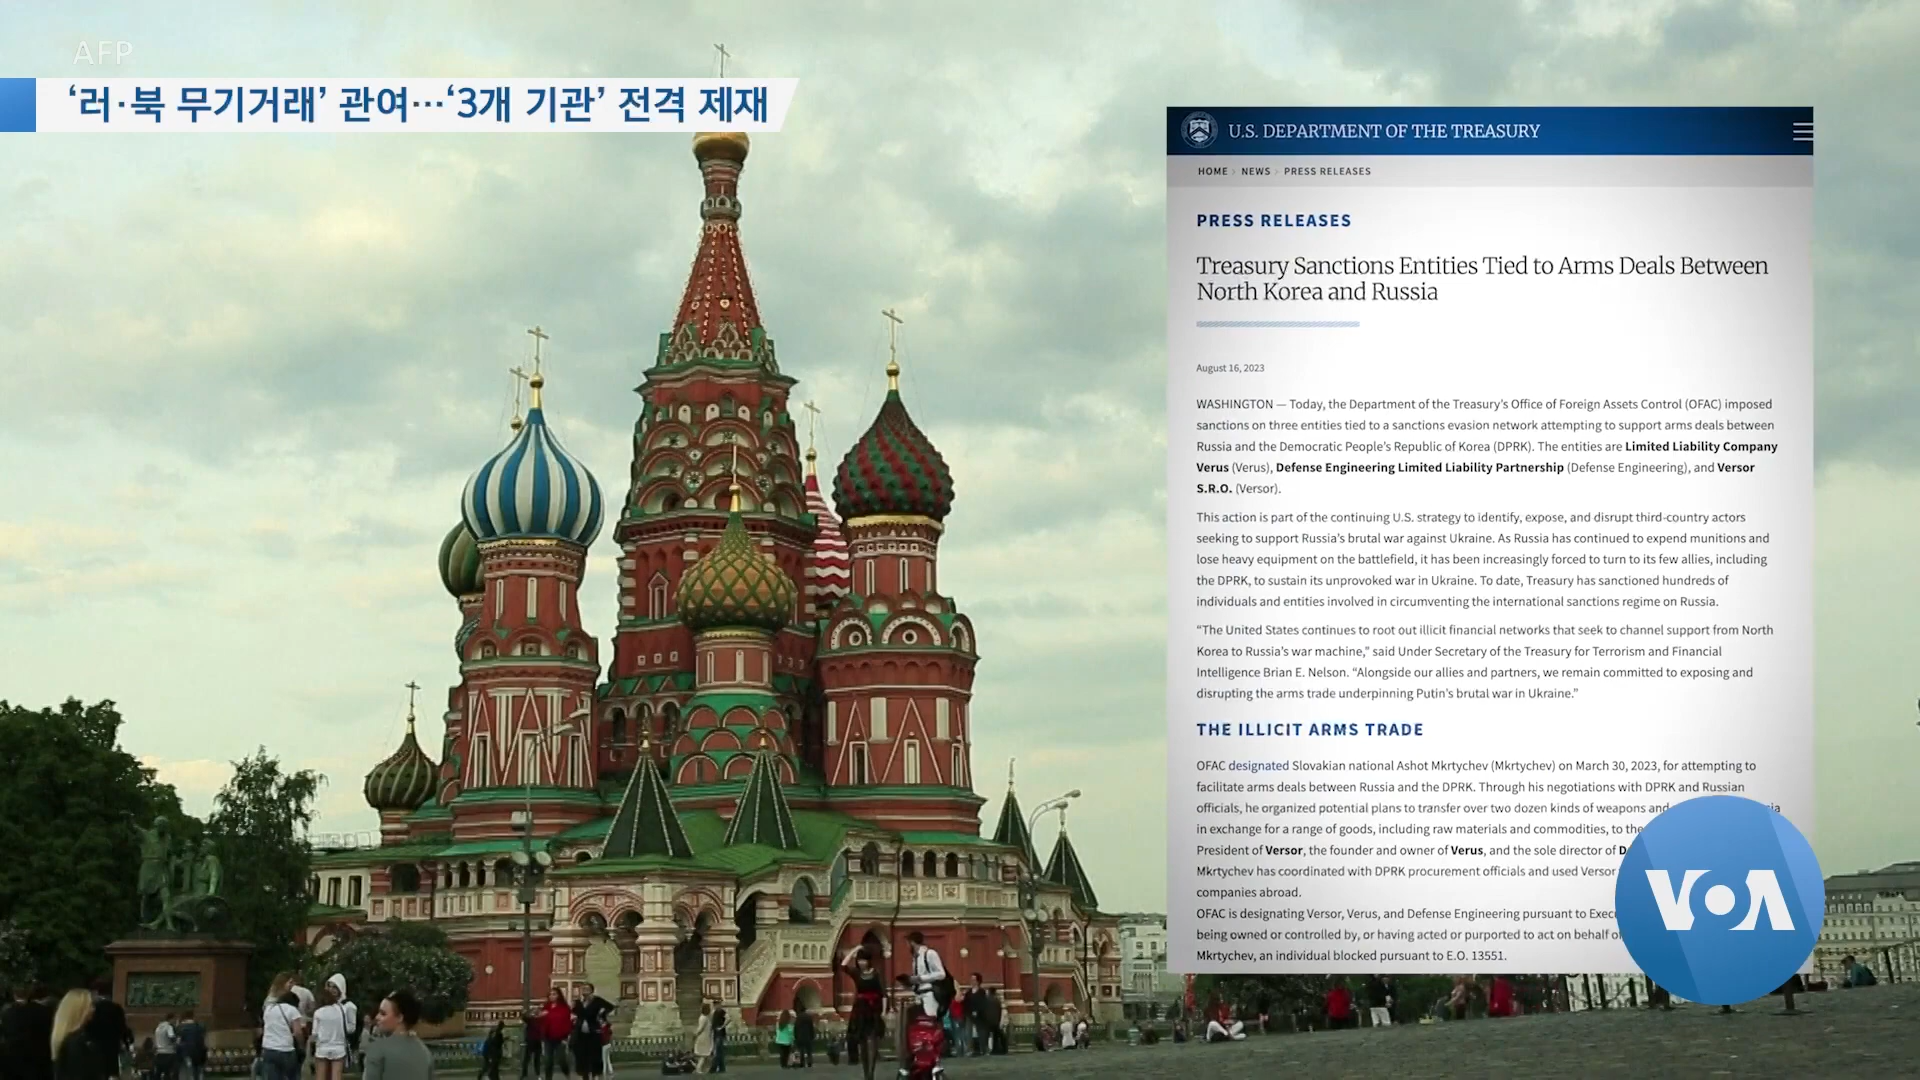 AFP
‘러·북 무기거래’ 관여…‘3개 기관’ 전격 제재
U.S. DEPARTMENT OF THE TREASURY
HOME › NEWS › PRESS RELEASES
PRESS RELEASES
Treasury Sanctions Entities Tied to Arms Deals Between
North Korea and Russia
August 16, 2023
WASHINGTON — Today, the Department of the Treasury’s Office of Foreign Assets Control (OFAC) imposed
sanctions on three entities tied to a sanctions evasion network attempting to support arms deals between
Russia and the Democratic People’s Republic of Korea (DPRK). The entities are Limited Liability Company
Verus (Verus), Defense Engineering Limited Liability Partnership (Defense Engineering), and Versor
S.R.O. (Versor).
This action is part of the continuing U.S. strategy to identify, expose, and disrupt third-country actors
seeking to support Russia’s brutal war against Ukraine. As Russia has continued to expend munitions and
lose heavy equipment on the battlefield, it has been increasingly forced to turn to its few allies, including
the DPRK, to sustain its unprovoked war in Ukraine. To date, Treasury has sanctioned hundreds of
individuals and entities involved in circumventing the international sanctions regime on Russia.
“The United States continues to root out illicit financial networks that seek to channel support from North
Korea to Russia’s war machine,” said Under Secretary of the Treasury for Terrorism and Financial
Intelligence Brian E. Nelson. “Alongside our allies and partners, we remain committed to exposing and
disrupting the arms trade underpinning Putin’s brutal war in Ukraine.”
THE ILLICIT ARMS TRADE
OFAC designated Slovakian national Ashot Mkrtychev (Mkrtychev) on March 30, 2023, for attempting to
facilitate arms deals between Russia and the DPRK. Through his negotiations with DPRK and Russian
officials, he organized potential plans to transfer over two dozen kinds of weapons and
in exchange for a range of goods, including raw materials and commodities, to the
President of Versor, the founder and owner of Verus, and the sole director of
Mkrtychev has coordinated with DPRK procurement officials and used Versor
companies abroad.
OFAC is designating Versor, Verus, and Defense Engineering pursuant to
being owned or controlled by, or having acted or purported to act on behalf
Mkrtychev, an individual blocked pursuant to E.O. 13551.
VOA